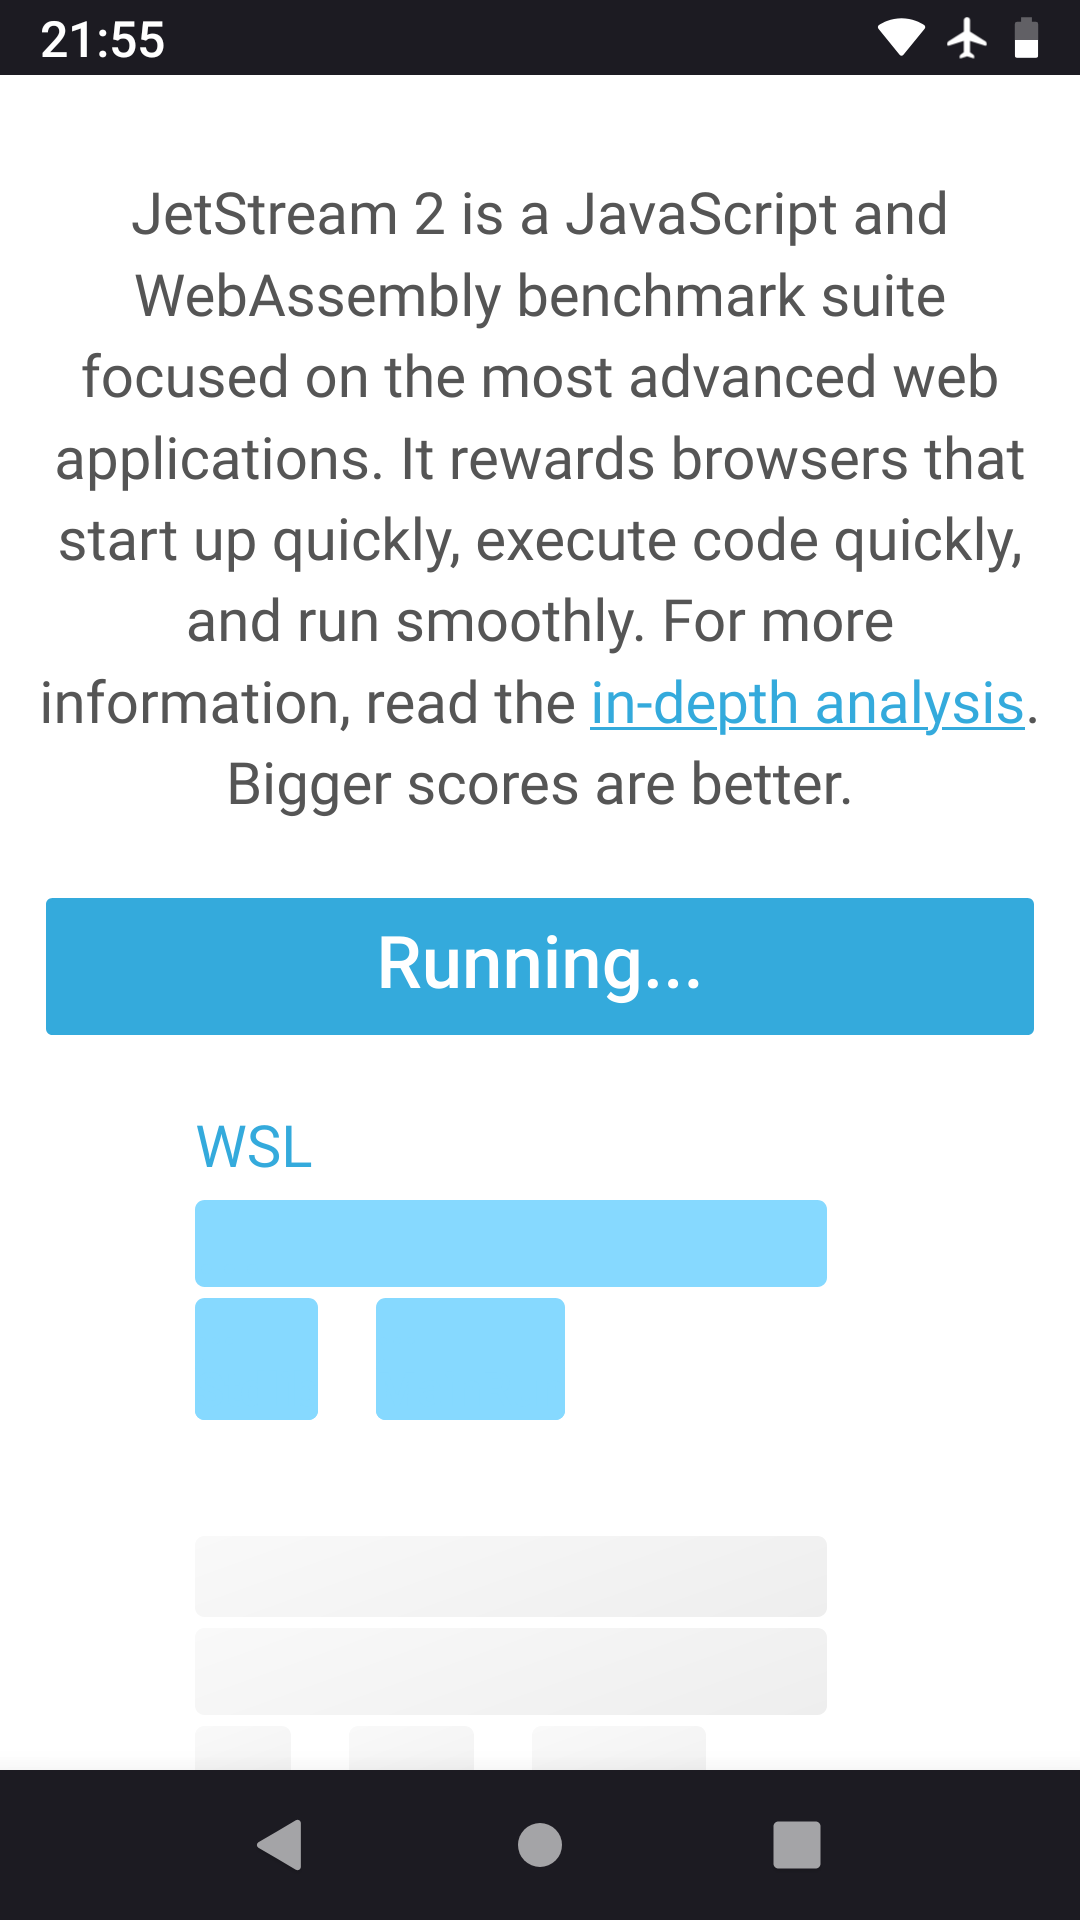 21:55
JetStream 2 is a JavaScript and
WebAssembly benchmark suite
focused on the most advanced web
applications. It rewards browsers that
start up quickly, execute code quickly,
and run smoothly. For more
information, read the in-depth analysis.
Bigger scores are better.
Running...
WSL